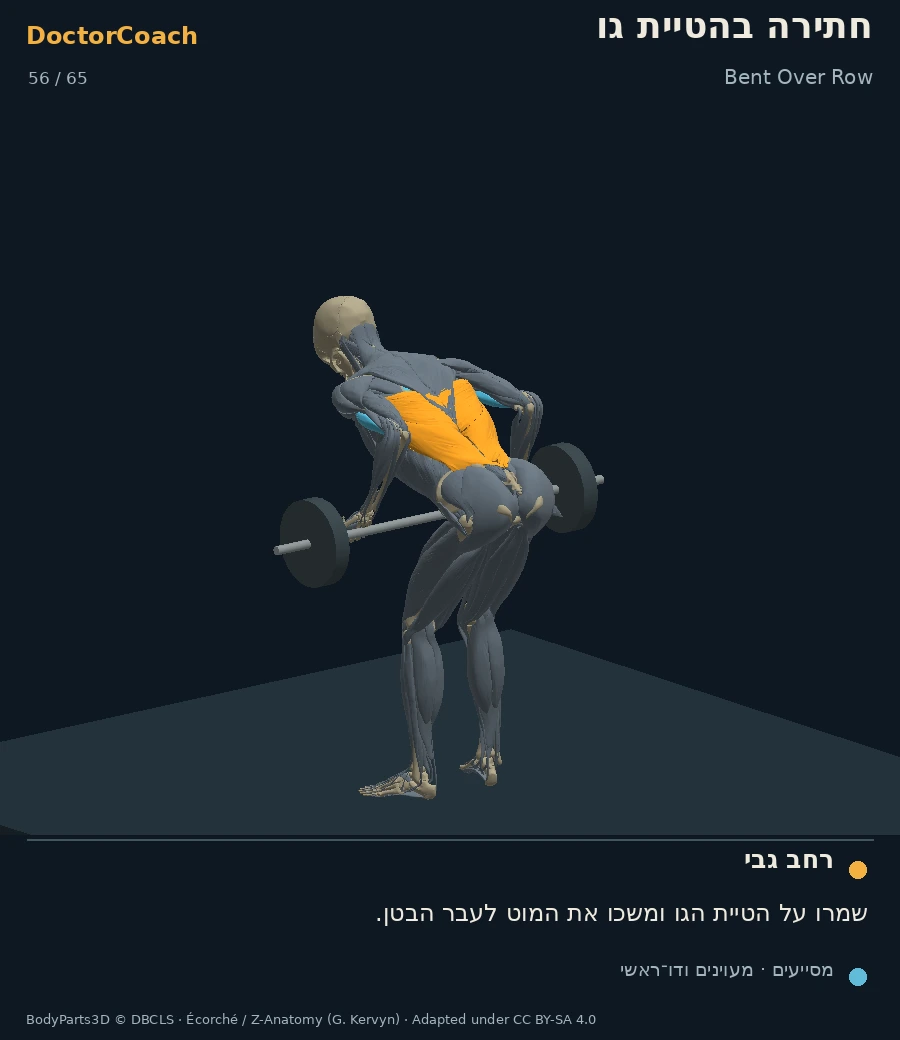 DoctorCoach
חתירה בהטיית גו
56 / 65
Bent Over Row
רחב גבי
שמרו על הטיית הגו ומשכו את המוט לעבר הבטן.
מסייעים · מעוינים ודו־ראשי
BodyParts3D © DBCLS · Écorché / Z-Anatomy (G. Kervyn) · Adapted under CC BY-SA 4.0